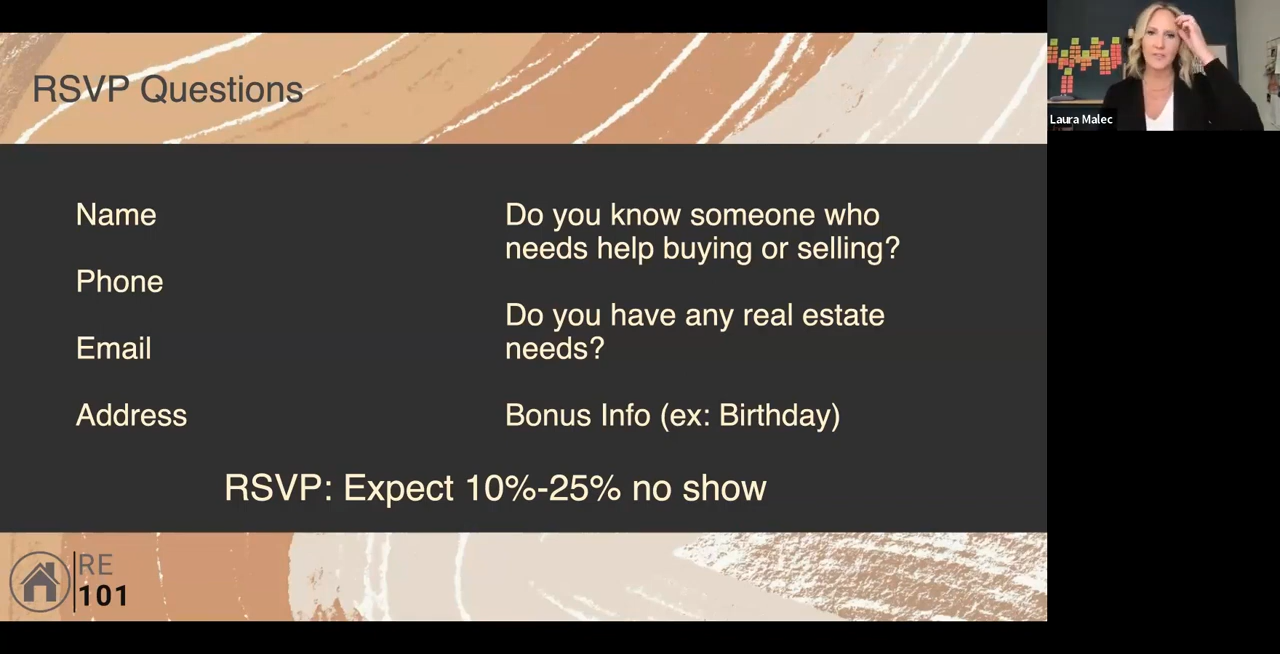 RSVP Questions
Name
Phone
Email
Address
Do you know someone who
needs help buying or selling?
Do you have any real estate
needs?
Bonus Info (ex: Birthday)
RSVP: Expect 10%-25% no show
RE
101
Laura Malec